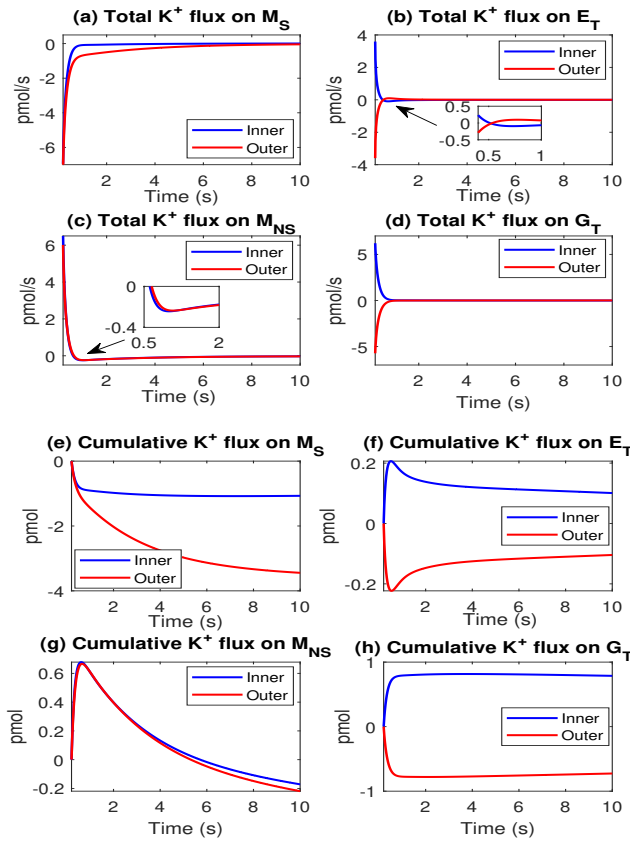 (a) Total K+ flux on MS
pmol/s
0
-2
-4
-6
Inner
Outer
2 4 6 8 10
Time (s)
(b) Total K+ flux on ET
pmol/s
4
2
0
-2
-4
Inner
Outer
0.5
0
-0.5
0.5 1
2 4 6 8 10
Time (s)
(c) Total K+ flux on MNS
pmol/s
6
4
2
0
Inner
Outer
0
-0.4
0.5 2
2 4 6 8 10
Time (s)
(d) Total K+ flux on GT
pmol/s
5
0
-5
Inner
Outer
2 4 6 8 10
Time (s)
(e) Cumulative K+ flux on MS
pmol
0
-2
-4
Inner
Outer
2 4 6 8 10
Time (s)
(f) Cumulative K+ flux on ET
pmol
0.2
0
-0.2
Inner
Outer
2 4 6 8 10
Time (s)
(g) Cumulative K+ flux on MNS
pmol
0.6
0.4
0.2
0
-0.2
Inner
Outer
2 4 6 8 10
Time (s)
(h) Cumulative K+ flux on GT
pmol
1
0
-1
Inner
Outer
2 4 6 8 10
Time (s)